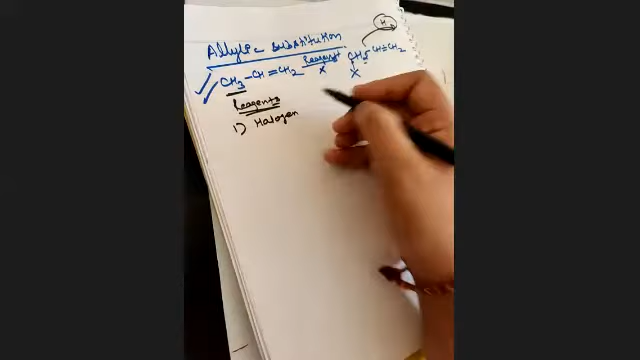 Allylic Substitution
H
CH3 - CH = CH2 Reagent X CH2 - CH = CH2
X
Reagents
1) Halogen